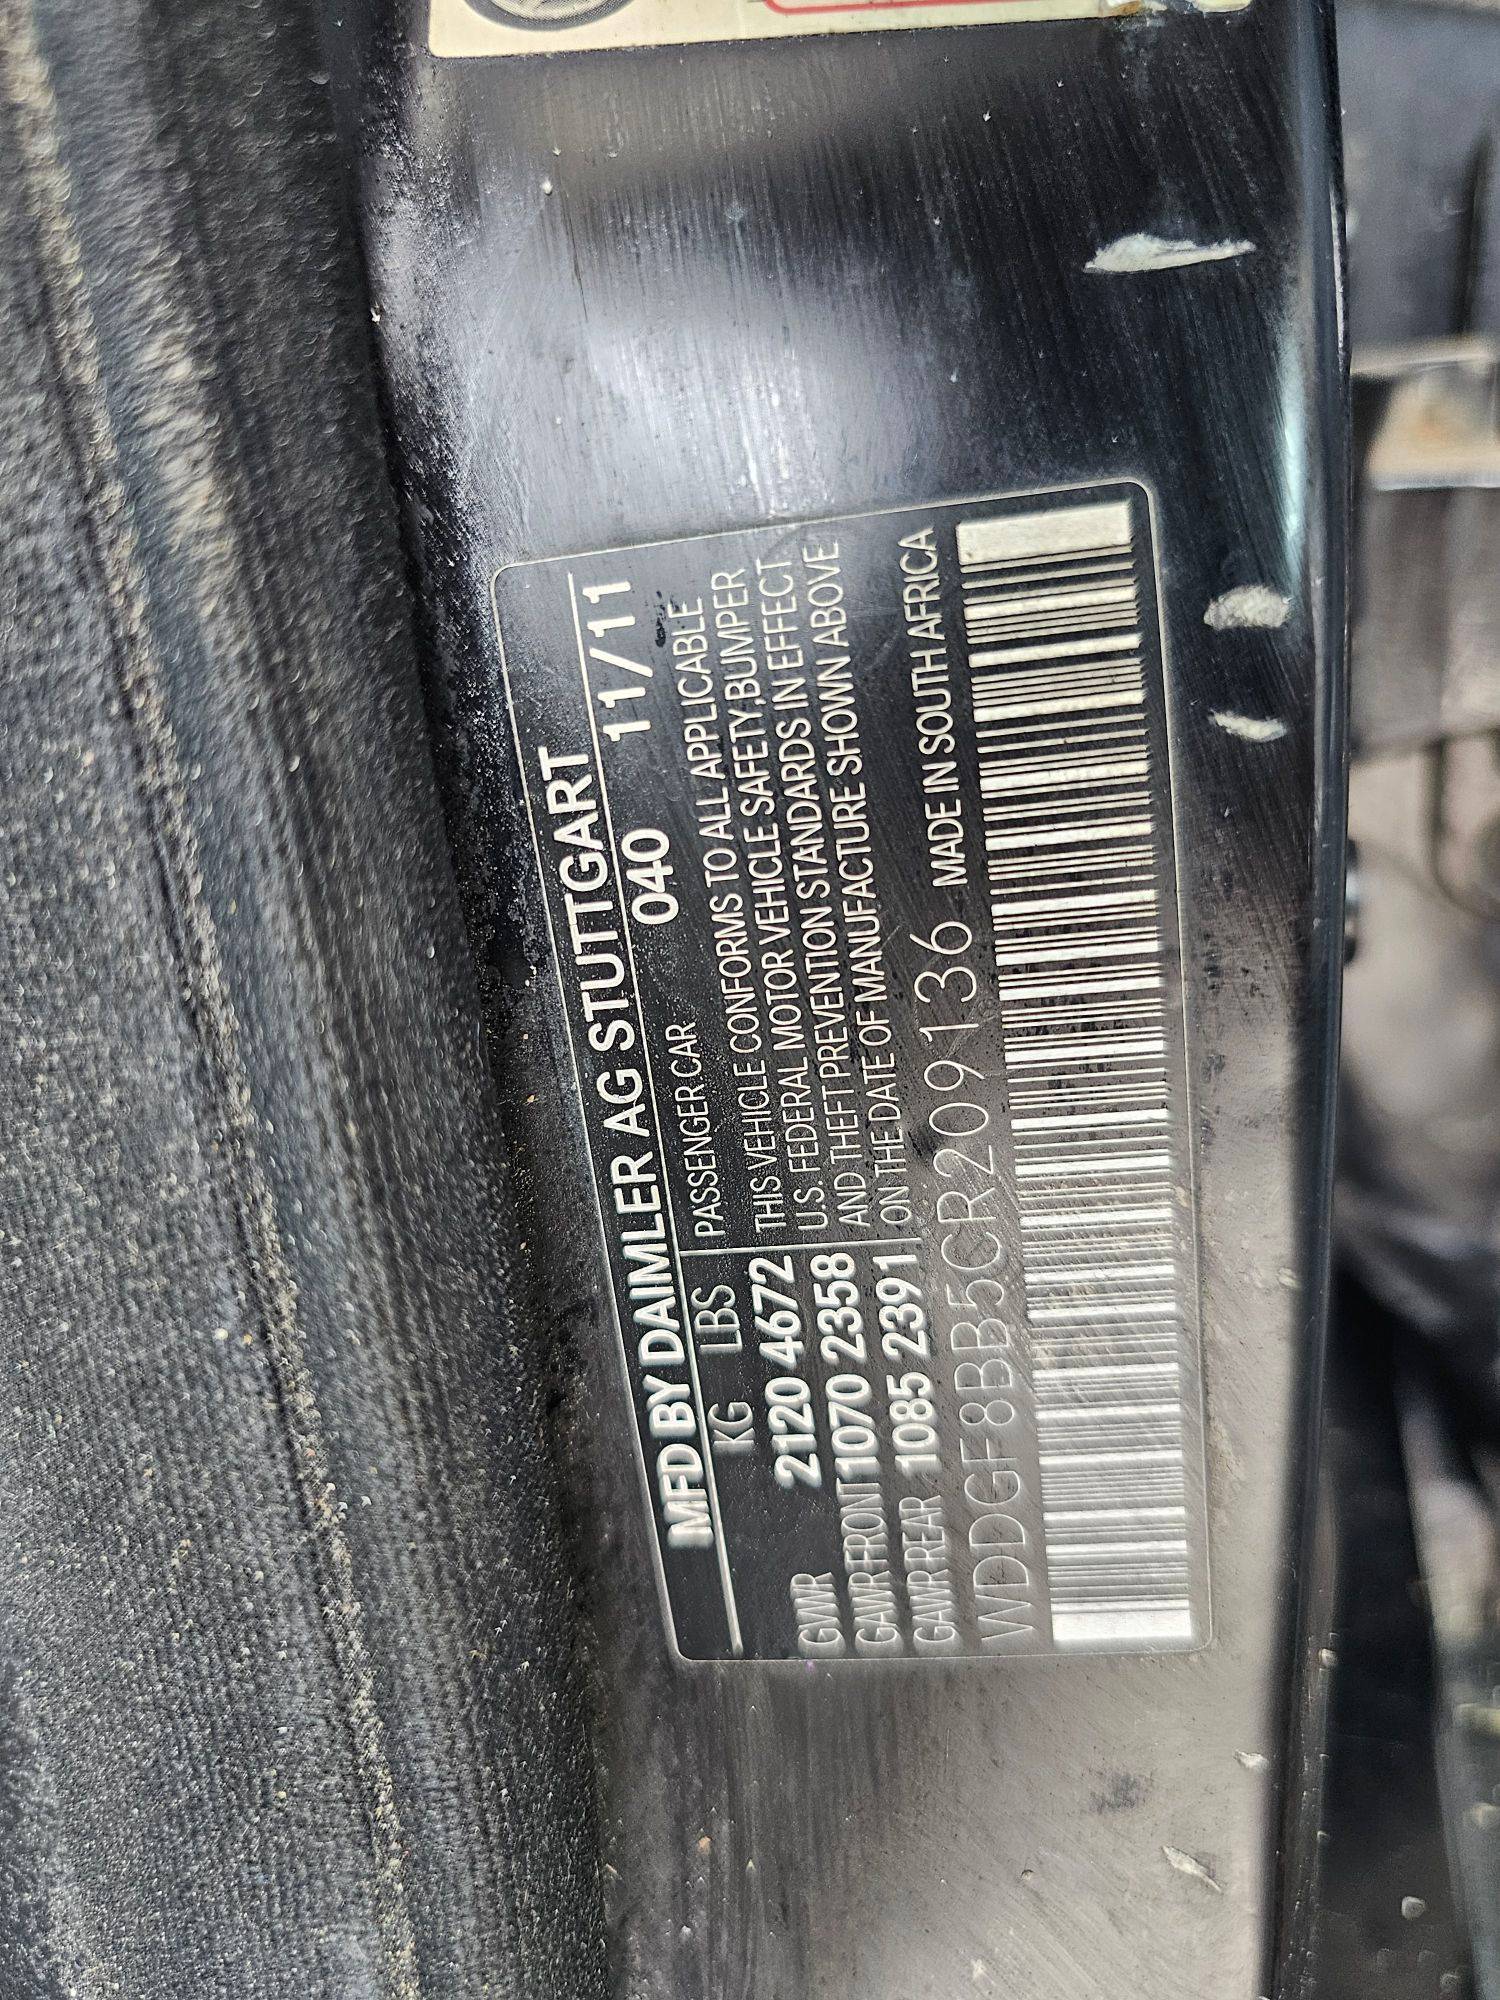 MFD BY DAIMLER AG STUTTGART
KG LBS
040 11/11
PASSENGER CAR
GVWR 2120 4672
GAWR FRONT 1070 2358
GAWR REAR 1085 2391
THIS VEHICLE CONFORMS TO ALL APPLICABLE
U.S. FEDERAL MOTOR VEHICLE SAFETY,BUMPER
AND THEFT PREVENTION STANDARDS IN EFFECT
ON THE DATE OF MANUFACTURE SHOWN ABOVE
WDDGF8BB5CR209136 MADE IN SOUTH AFRICA